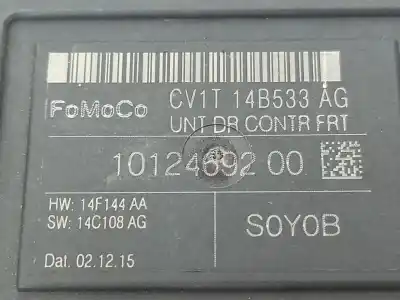 FoMoCo
CV1T 14B533 AG
UNT DR CONTR FRT
10124692 00
HW: 14F144 AA
SW: 14C108 AG
S0Y0B
Dat. 02.12.15